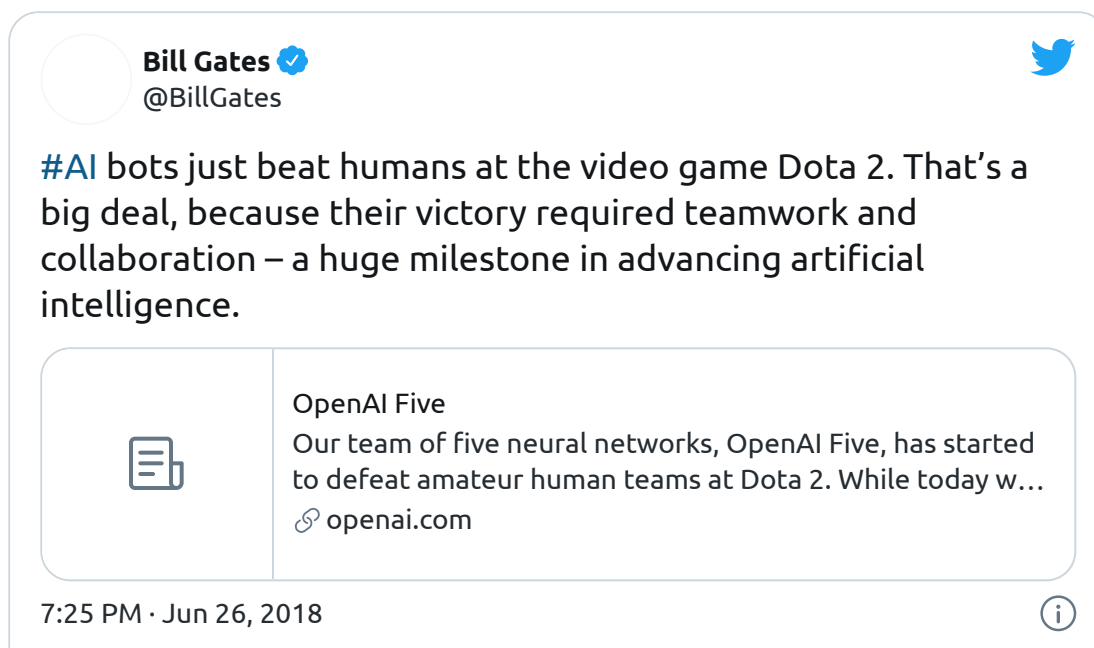 Bill Gates
@BillGates
#AI bots just beat humans at the video game Dota 2. That’s a
big deal, because their victory required teamwork and
collaboration – a huge milestone in advancing artificial
intelligence.
OpenAI Five
Our team of five neural networks, OpenAI Five, has started
to defeat amateur human teams at Dota 2. While today w…
openai.com
7:25 PM · Jun 26, 2018